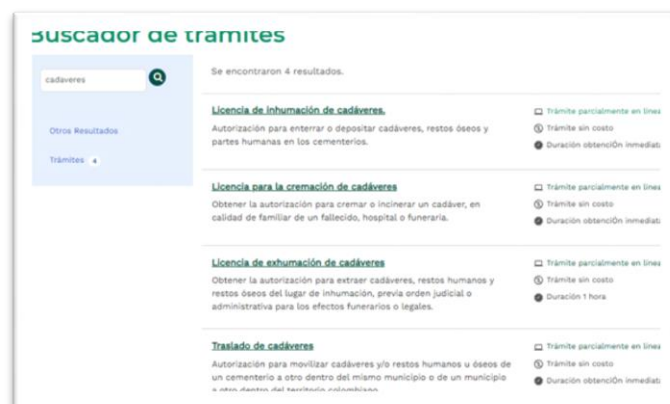 Buscador de trámites
cadaveres
Se encontraron 4 resultados.
Otros Resultados
Trámites 4
Licencia de inhumación de cadáveres.
Autorización para enterrar o depositar cadáveres, restos óseos y
partes humanas en los cementerios.
Trámite parcialmente en línea
Trámite sin costo
Duración obtenciÓn inmediata
Licencia para la cremación de cadáveres
Obtener la autorización para cremar o incinerar un cadáver, en
calidad de familiar de un fallecido, hospital o funeraria.
Trámite parcialmente en línea
Trámite sin costo
Duración obtenciÓn inmediata
Licencia de exhumación de cadáveres
Obtener la autorización para extraer cadáveres, restos humanos y
restos óseos del lugar de inhumación, previa orden judicial o
administrativa para los efectos funerarios o legales.
Trámite parcialmente en línea
Trámite sin costo
Duración 1 hora
Traslado de cadáveres
Autorización para movilizar cadáveres y/o restos humanos u óseos de
un cementerio a otro dentro del mismo municipio o de un municipio
a otro dentro del territorio colombiano
Trámite parcialmente en línea
Trámite sin costo
Duración obtenciÓn inmediata